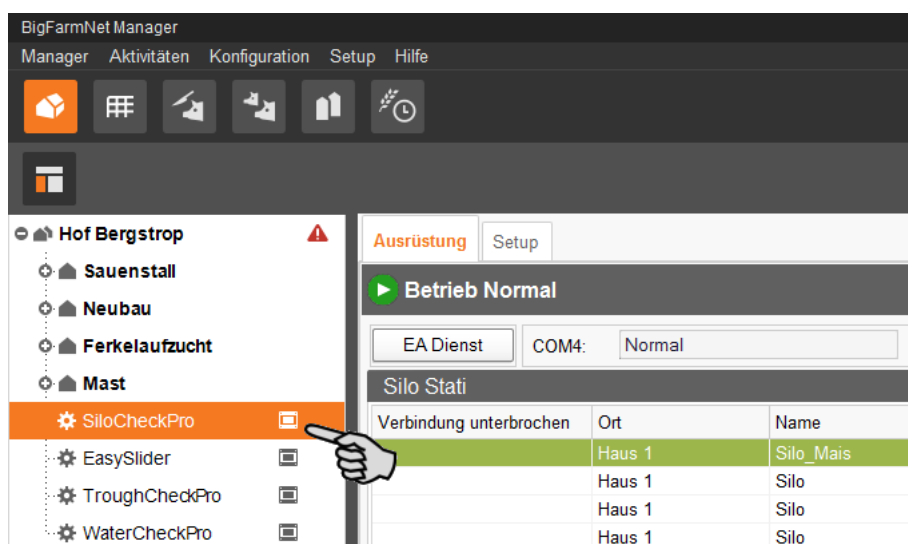 BigFarmNet Manager
Manager Aktivitäten Konfiguration Setup Hilfe
Hof Bergstrop
Sauenstall
Neubau
Ferkelaufzucht
Mast
SiloCheckPro
EasySlider
TroughCheckPro
WaterCheckPro
Ausrüstung Setup
Betrieb Normal
EA Dienst COM4: Normal
Silo Stati
Verbindung unterbrochen Ort Name
Haus 1 Silo_Mais
Haus 1 Silo
Haus 1 Silo
Haus 1 Silo